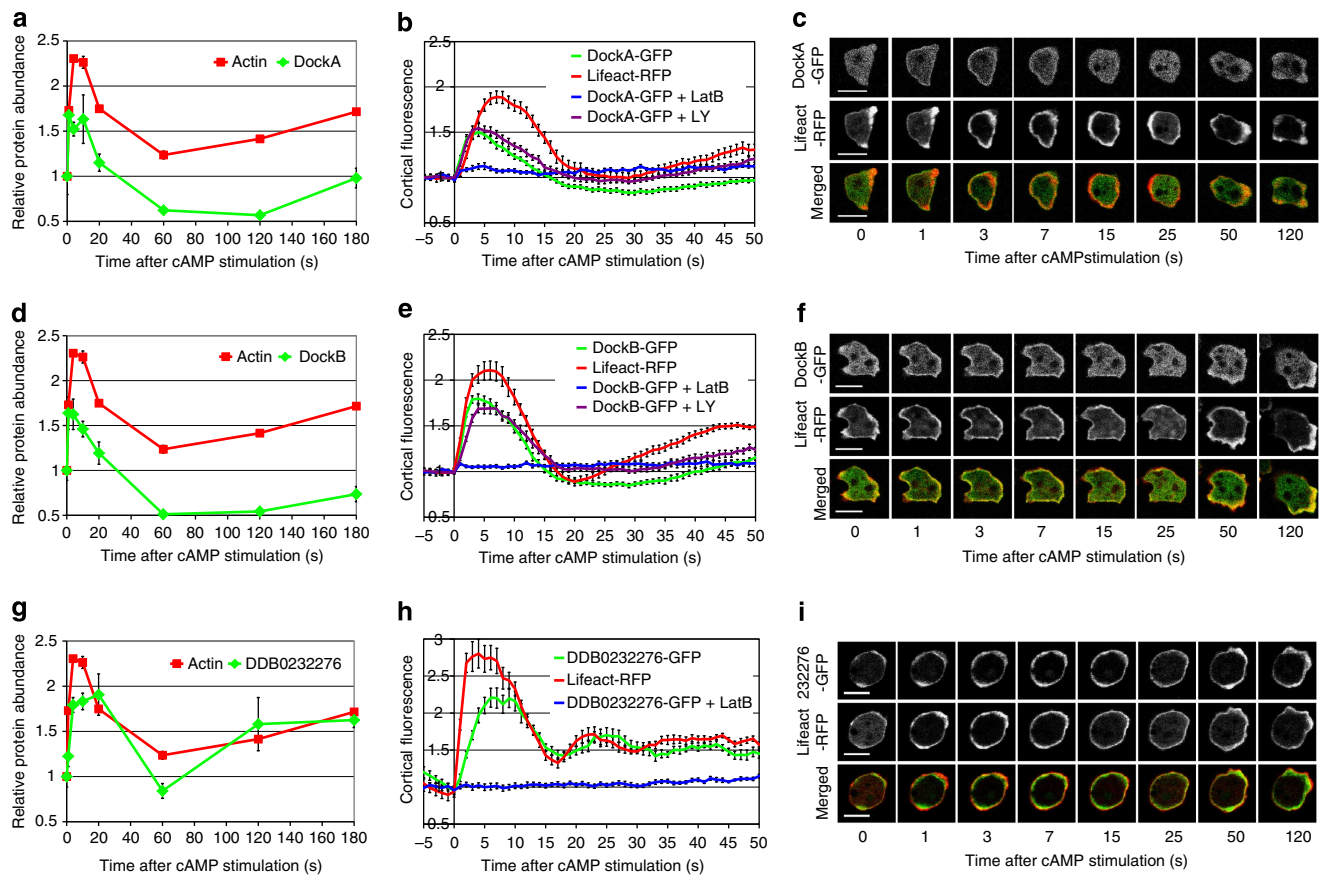 a
Relative protein abundance
2.5
2
1.5
1
0.5
Actin DockA
0 20 40 60 80 100 120 140 160 180
Time after cAMP stimulation (s)
b
Cortical fluorescence
2.5
2
1.5
1
0.5
DockA-GFP
Lifeact-RFP
DockA-GFP + LatB
DockA-GFP + LY
−5 0 5 10 15 20 25 30 35 40 45 50
Time after cAMP stimulation (s)
c
DockA
-GFP
Lifeact
-RFP
Merged
0 1 3 7 15 25 50 120
Time after cAMPstimulation (s)
d
Relative protein abundance
2.5
2
1.5
1
0.5
Actin DockB
0 20 40 60 80 100 120 140 160 180
Time after cAMP stimulation (s)
e
Cortical fluorescence
2.5
2
1.5
1
0.5
DockB-GFP
Lifeact-RFP
DockB-GFP + LatB
DockB-GFP + LY
−5 0 5 10 15 20 25 30 35 40 45 50
Time after cAMP stimulation (s)
f
DockB
-GFP
Lifeact
-RFP
Merged
0 1 3 7 15 25 50 120
Time after cAMP stimulation (s)
g
Relative protein abundance
2.5
2
1.5
1
0.5
Actin DDB0232276
0 20 40 60 80 100 120 140 160 180
Time after cAMP stimulation (s)
h
Cortical fluorescence
3
2.5
2
1.5
1
0.5
DDB0232276-GFP
Lifeact-RFP
DDB0232276-GFP + LatB
−5 0 5 10 15 20 25 30 35 40 45 50
Time after cAMP stimulation (s)
i
232276
-GFP
Lifeact
-RFP
Merged
0 1 3 7 15 25 50 120
Time after cAMP stimulation (s)